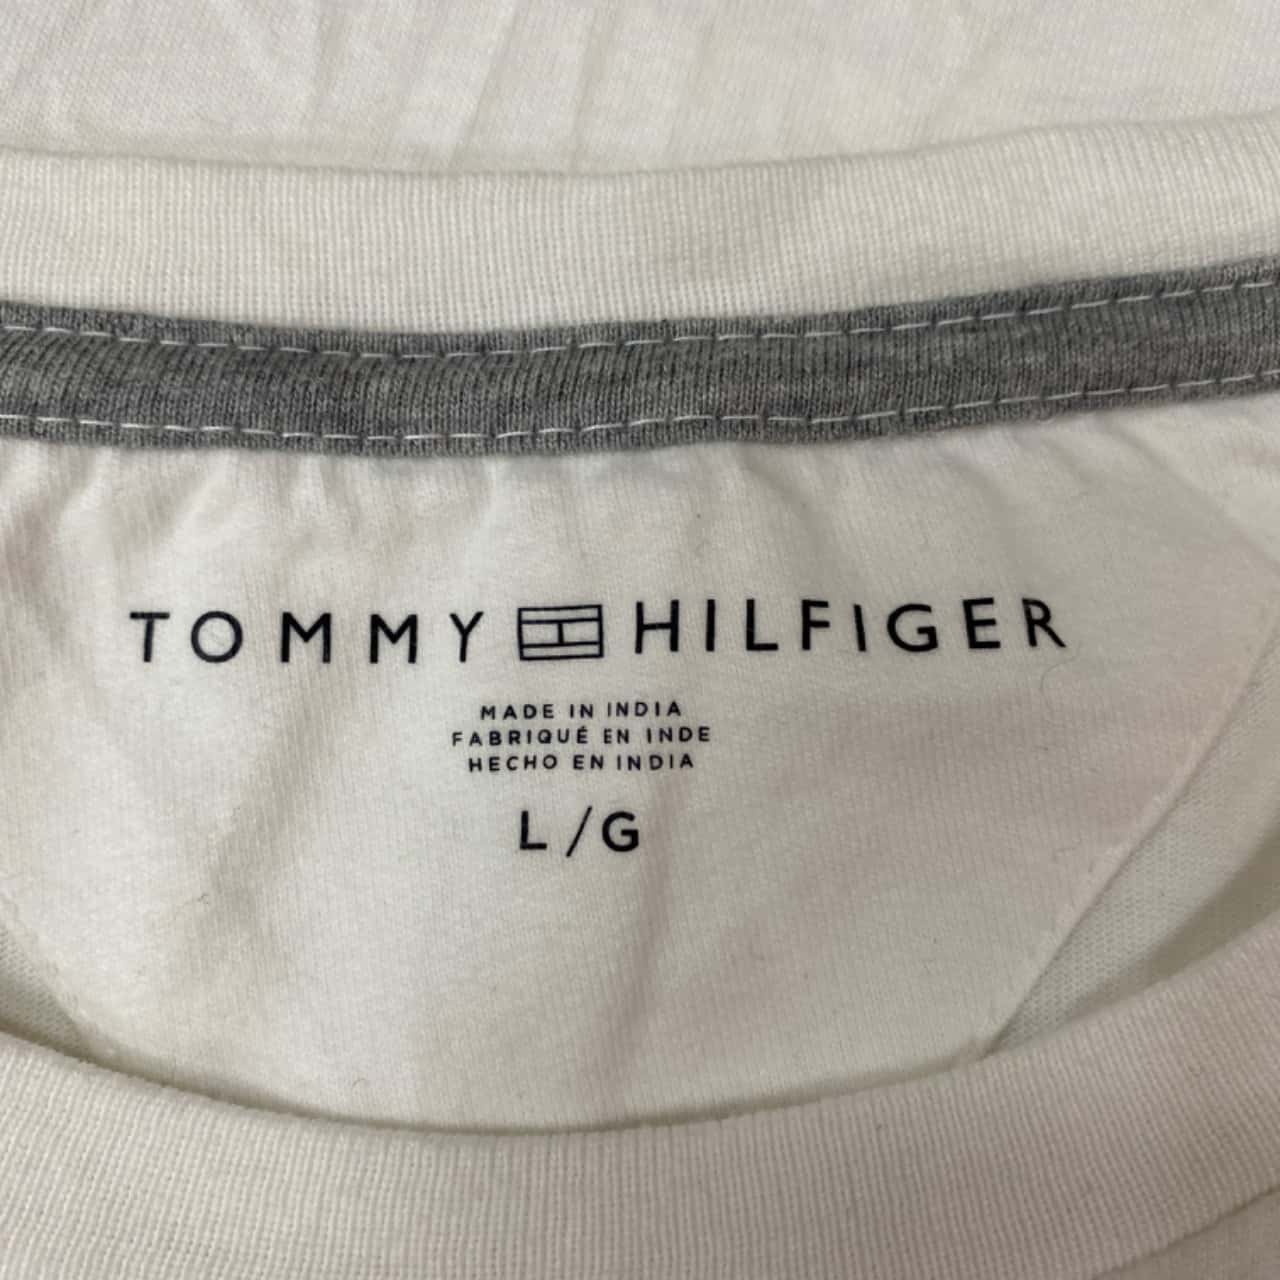 TOMMY HILFIGER
MADE IN INDIA
FABRIQUÉ EN INDE
HECHO EN INDIA
L/G